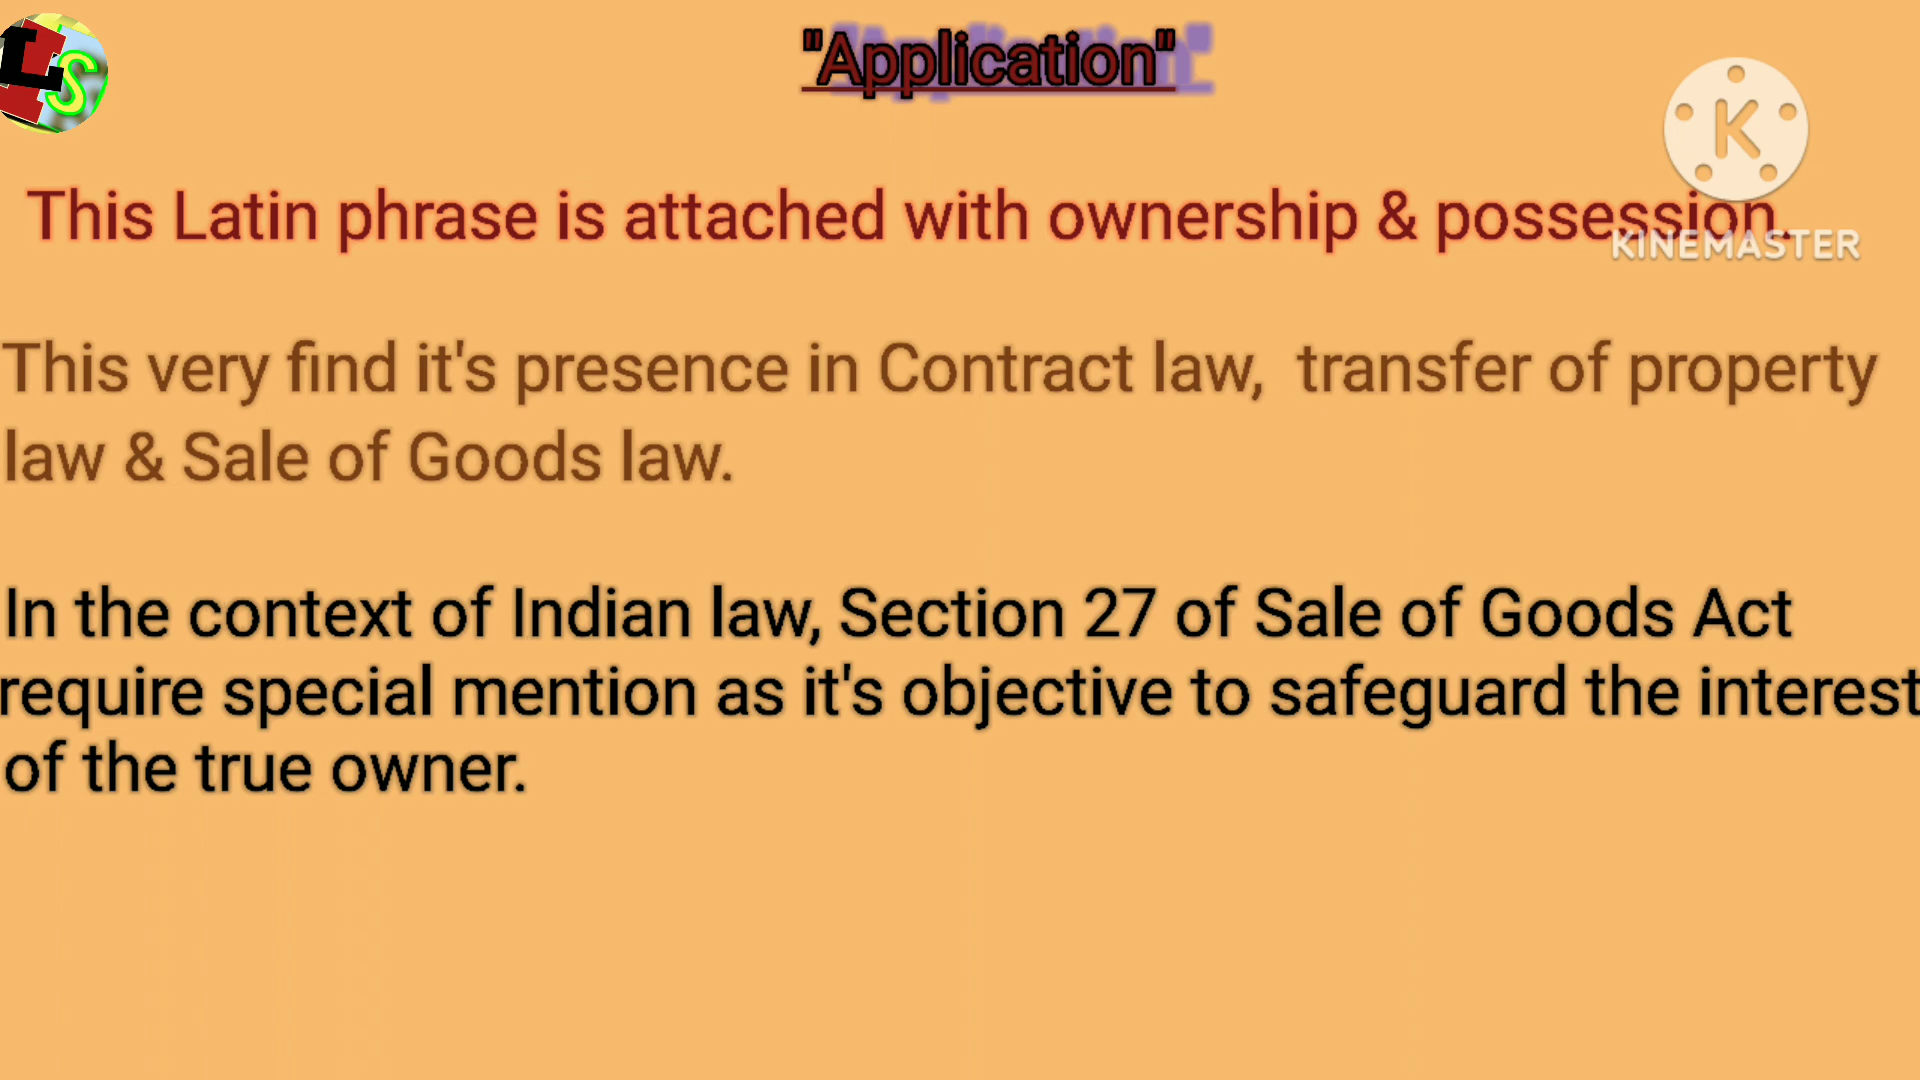 "Application"
K
This Latin phrase is attached with ownership & possession.
KINEMASTER
This very find it's presence in Contract law, transfer of property
law & Sale of Goods law.
In the context of Indian law, Section 27 of Sale of Goods Act
require special mention as it's objective to safeguard the interest
of the true owner.
LS